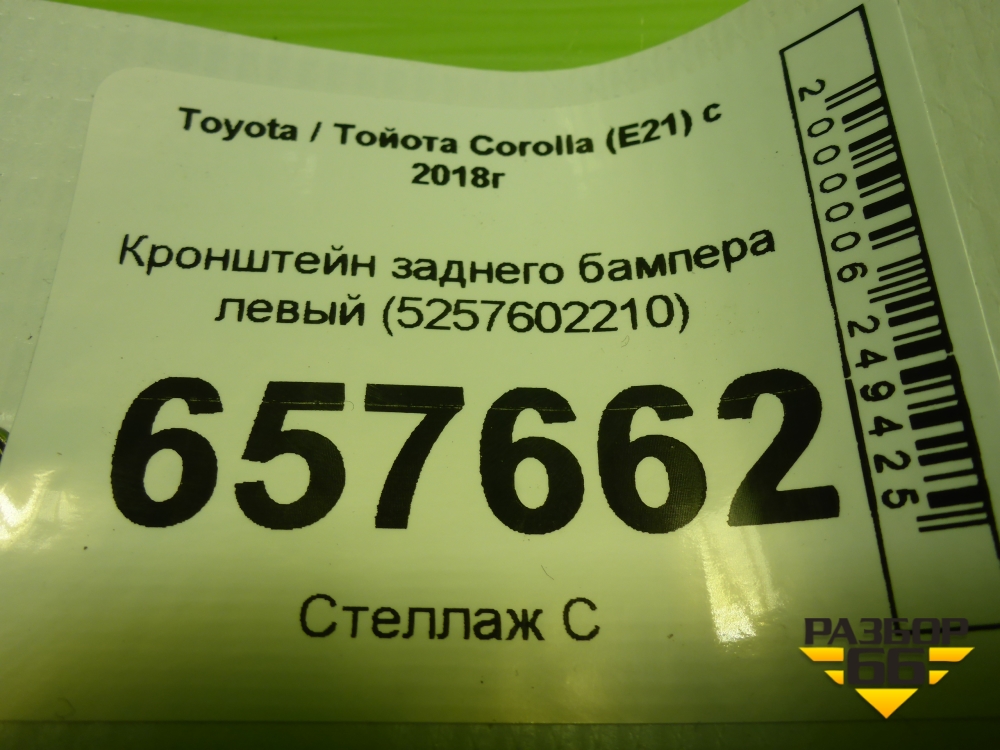 Toyota / Тойота Corolla (E21) с
2018г
Кронштейн заднего бампера
левый (5257602210)
657662
Стеллаж С
2000006249425
РАЗБОР
66